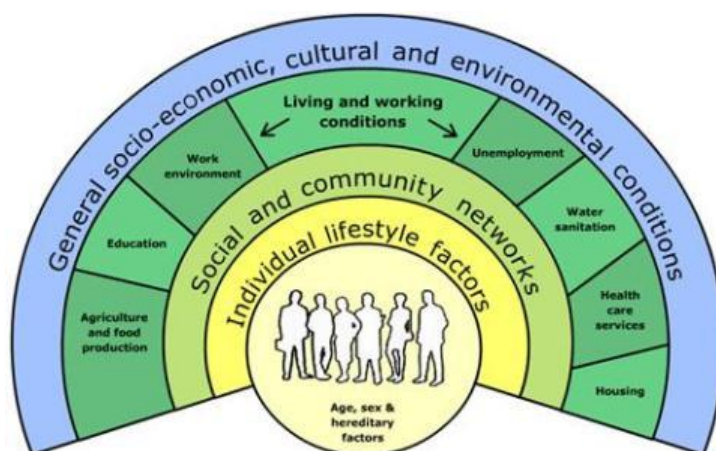 General socio-economic, cultural and environmental conditions
Living and working
conditions
Work
environment
Unemployment
Education
Water
sanitation
Agriculture
and food
production
Health
care
services
Housing
Social and community networks
Individual lifestyle factors
Age, sex &
hereditary
factors